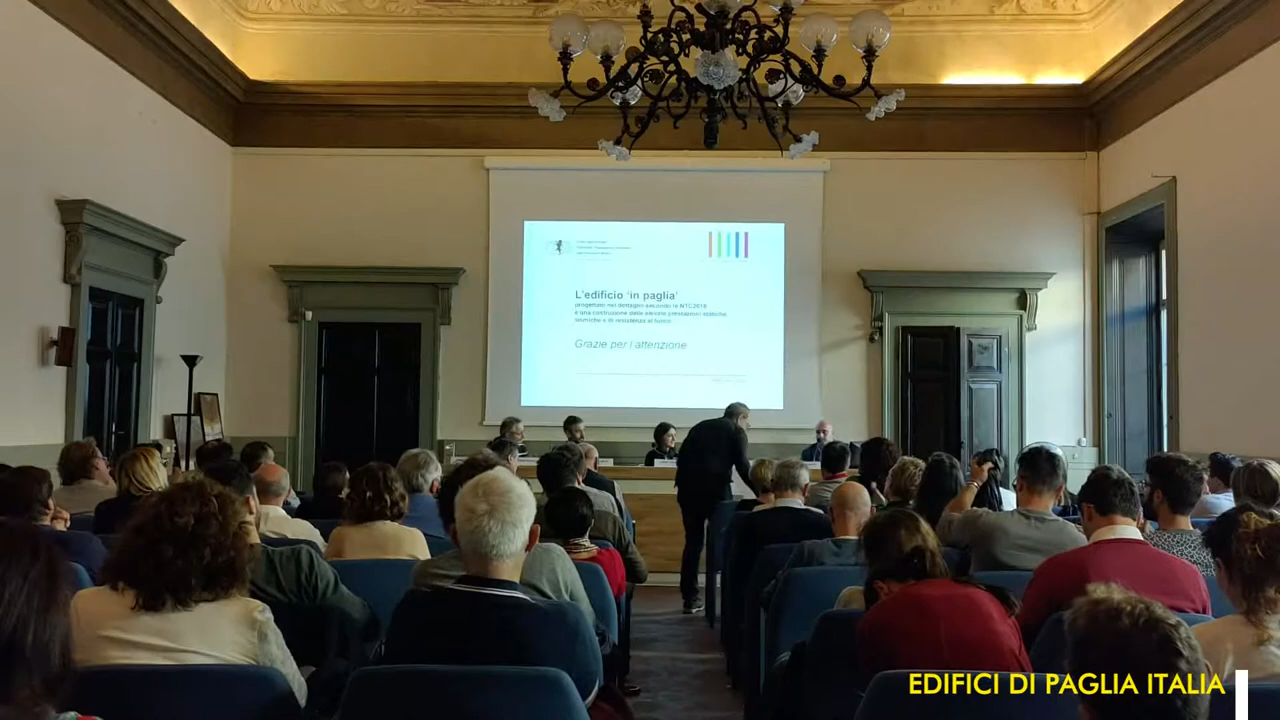 L'edificio 'in paglia'
progettato nel dettaglio secondo le NTC2018
è una costruzione dalle elevate prestazioni statiche,
sismiche e di resistenza al fuoco
Grazie per l'attenzione
EDIFICI DI PAGLIA ITALIA